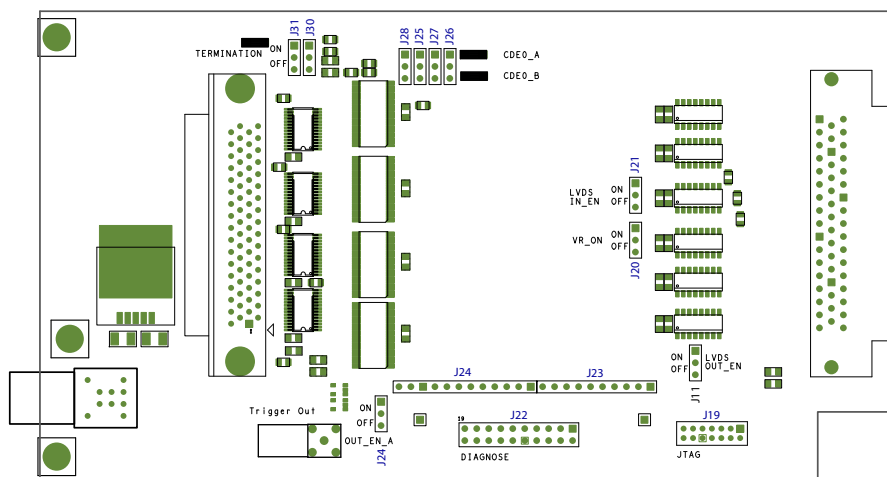 J31
J30
J28
J25
J27
J26
TERMINATION
ON
OFF
CDE0_A
CDE0_B
J21
LVDS
IN_EN
ON
OFF
VR_ON
ON
OFF
J20
ON
OFF
LVDS
OUT_EN
J11
J24
J23
Trigger Out
ON
OFF
OUT_EN_A
J24
19
J22
DIAGNOSE
J19
JTAG